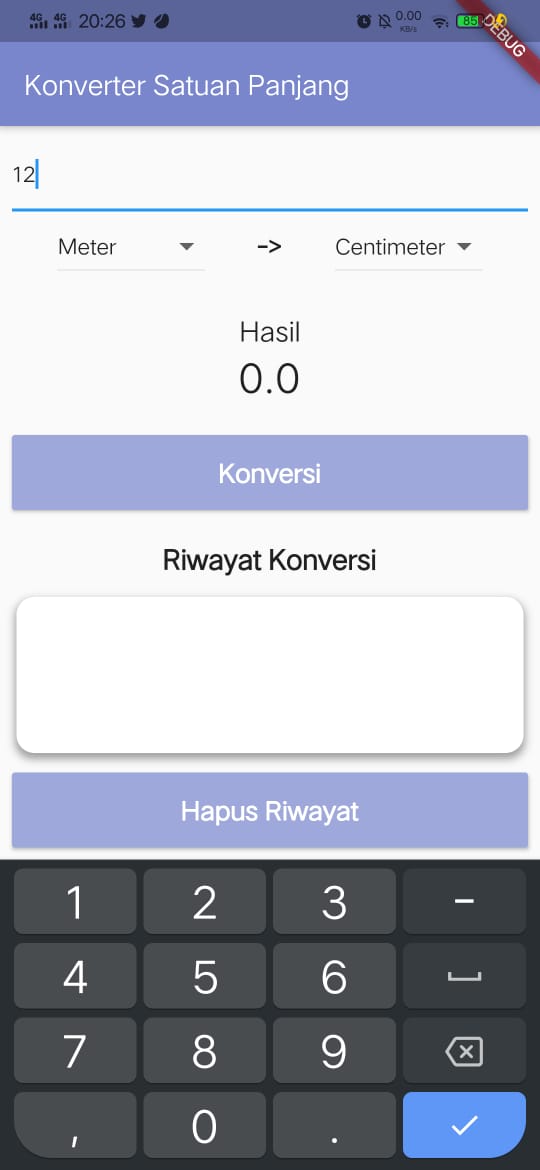 4G 4G 20:26 0.00 KB/s 85
DEBUG
Konverter Satuan Panjang
12
Meter -> Centimeter
Hasil
0.0
Konversi
Riwayat Konversi
Hapus Riwayat
1 2 3 -
4 5 6
7 8 9
, 0 .